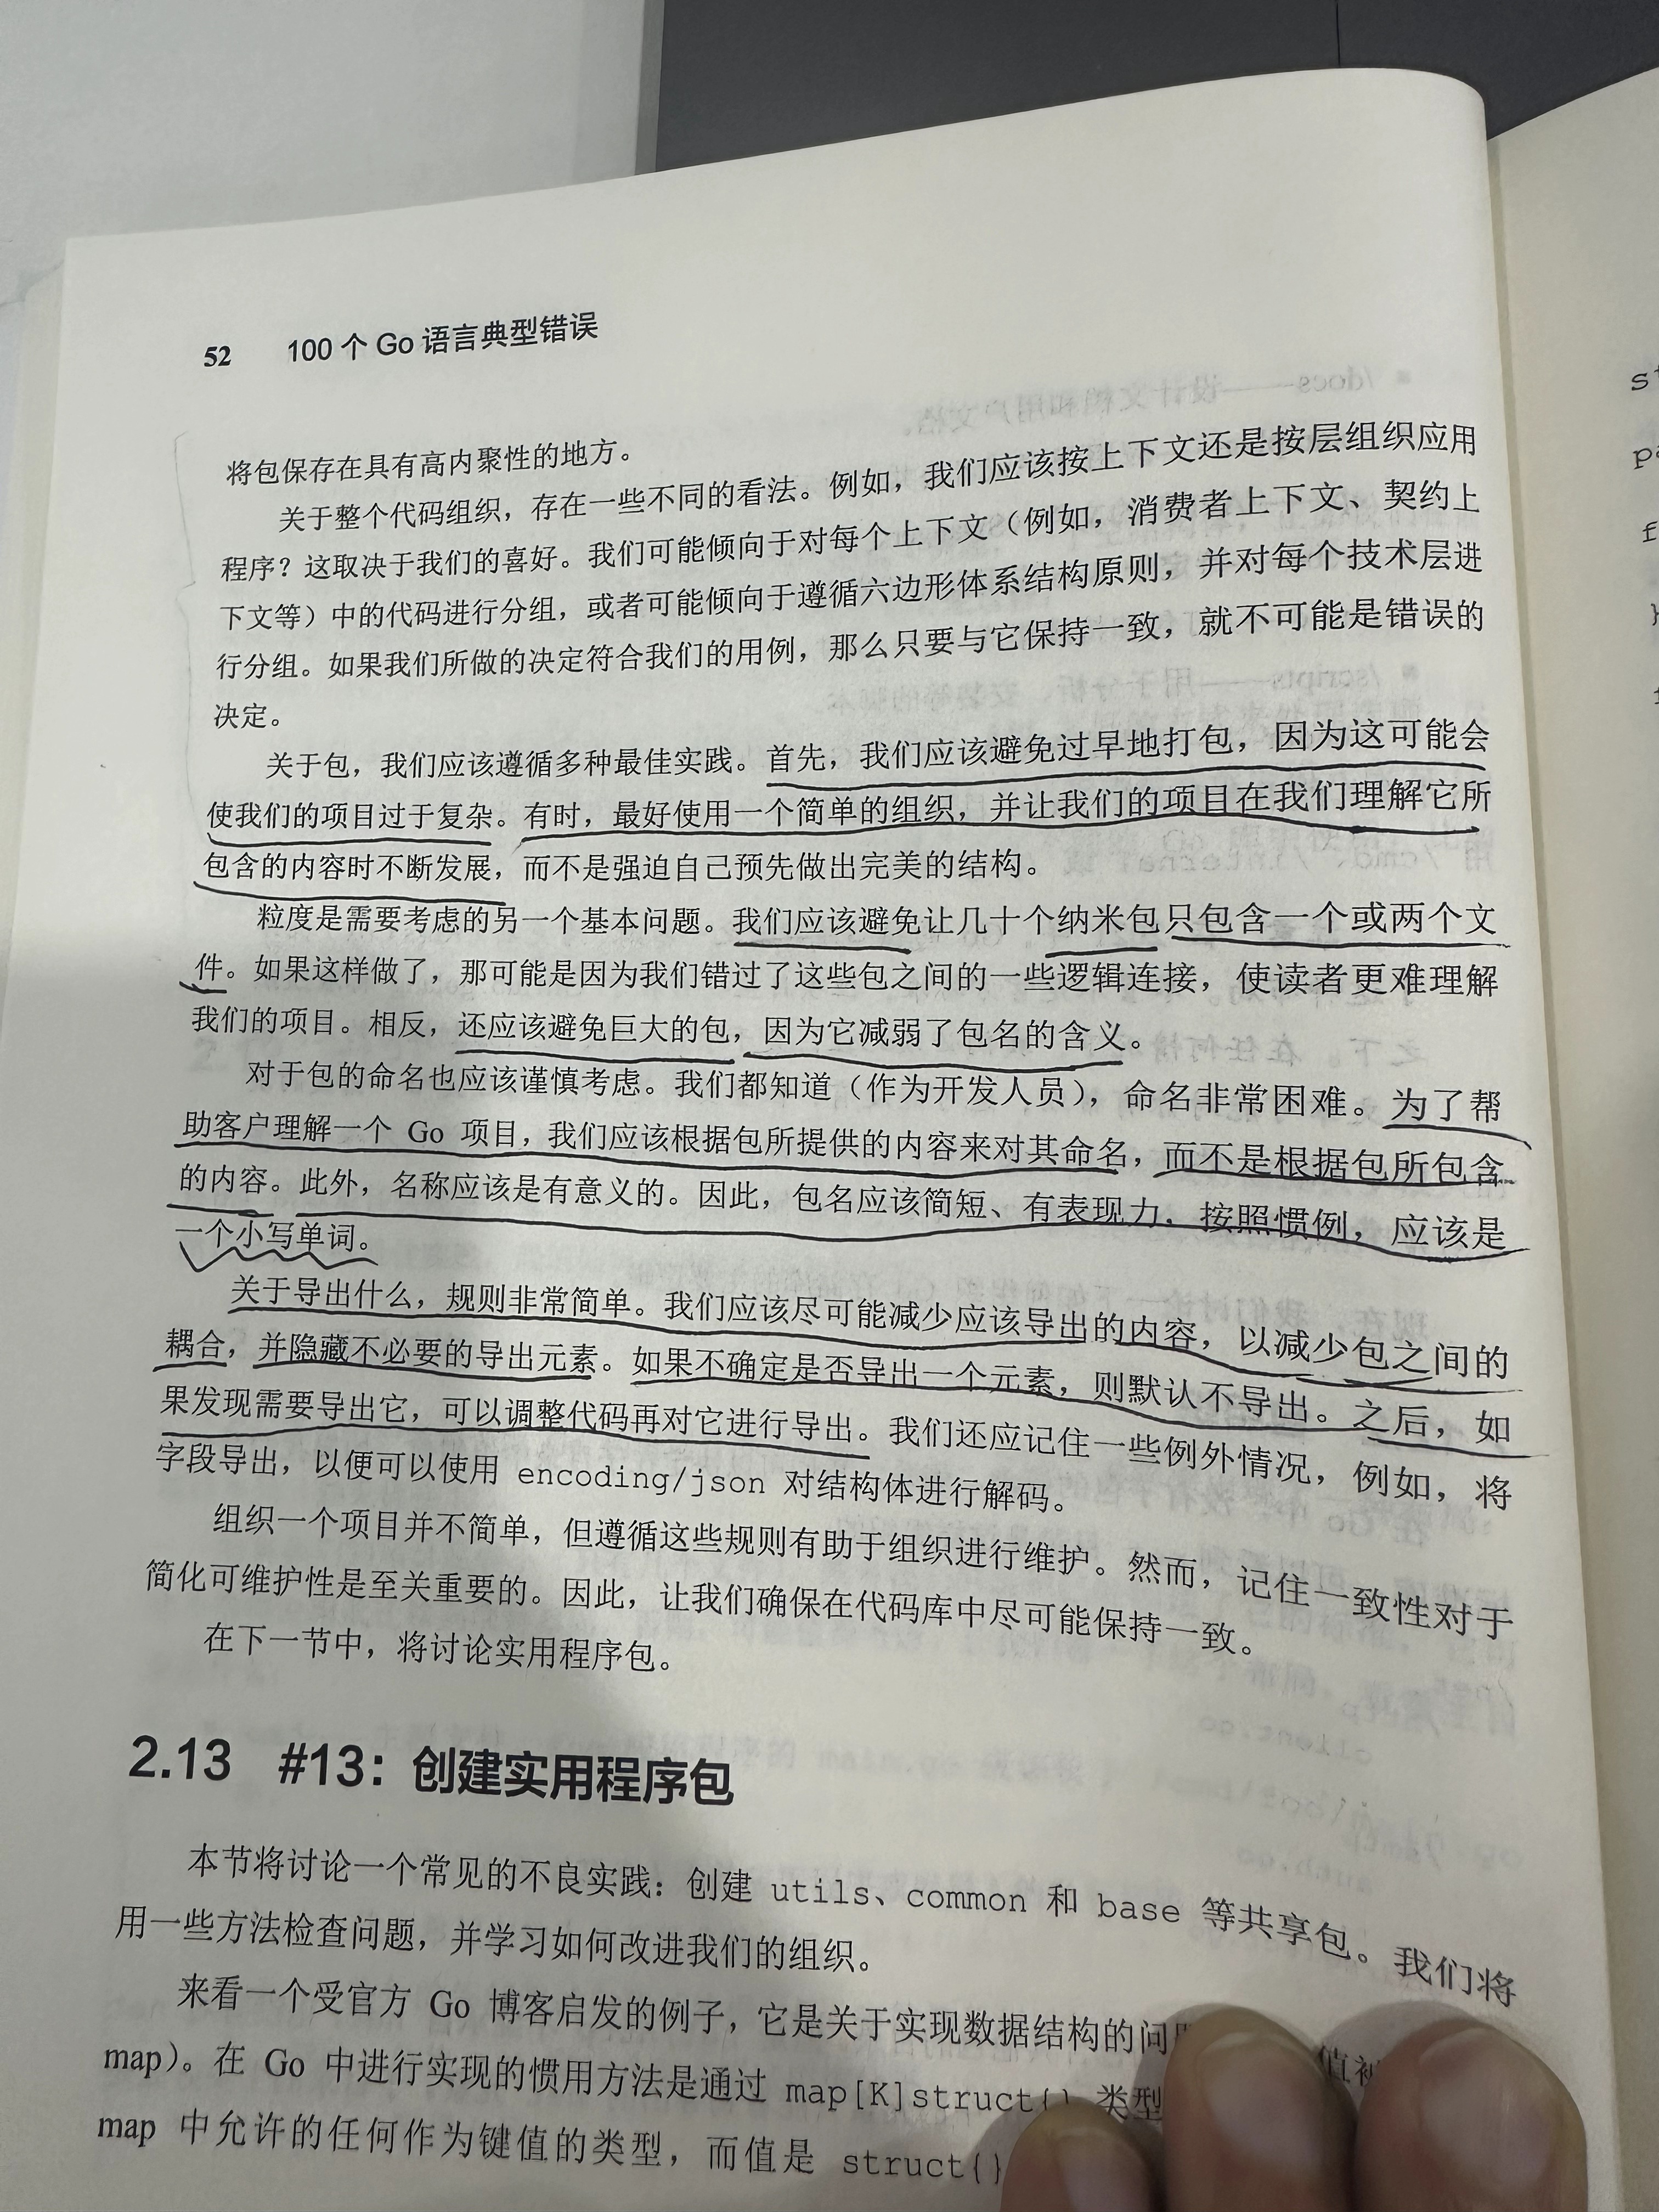 52 100 个 Go 语言典型错误
将包保存在具有高内聚性的地方。
关于整个代码组织，存在一些不同的看法。例如，我们应该按上下文还是按层组织应用
程序？这取决于我们的喜好。我们可能倾向于对每个上下文（例如，消费者上下文、契约上
下文等）中的代码进行分组，或者可能倾向于遵循六边形体系结构原则，并对每个技术层进
行分组。如果我们所做的决定符合我们的用例，那么只要与它保持一致，就不可能是错误的
决定。
关于包，我们应该遵循多种最佳实践。首先，我们应该避免过早地打包，因为这可能会
使我们的项目过于复杂。有时，最好使用一个简单的组织，并让我们的项目在我们理解它所
包含的内容时不断发展，而不是强迫自己预先做出完美的结构。
粒度是需要考虑的另一个基本问题。我们应该避免让几十个纳米包只包含一个或两个文
件。如果这样做了，那可能是因为我们错过了这些包之间的一些逻辑连接，使读者更难理解
我们的项目。相反，还应该避免巨大的包，因为它减弱了包名的含义。
对于包的命名也应该谨慎考虑。我们都知道（作为开发人员），命名非常困难。为了帮
助客户理解一个 Go 项目，我们应该根据包所提供的内容来对其命名，而不是根据包所包含
的内容。此外，名称应该是有意义的。因此，包名应该简短、有表现力，按照惯例，应该是
一个小写单词。
关于导出什么，规则非常简单。我们应该尽可能减少应该导出的内容，以减少包之间的
耦合，并隐藏不必要的导出元素。如果不确定是否导出一个元素，则默认不导出。之后，如
果发现需要导出它，可以调整代码再对它进行导出。我们还应记住一些例外情况，例如，将
字段导出，以便可以使用 encoding/json 对结构体进行解码。
组织一个项目并不简单，但遵循这些规则有助于组织进行维护。然而，记住一致性对于
简化可维护性是至关重要的。因此，让我们确保在代码库中尽可能保持一致。
在下一节中，将讨论实用程序包。
2.13 #13：创建实用程序包
本节将讨论一个常见的不良实践：创建 utils、common 和 base 等共享包。我们将
用一些方法检查问题，并学习如何改进我们的组织。
来看一个受官方 Go 博客启发的例子，它是关于实现数据结构的问 值被
map）。在 Go 中进行实现的惯用方法是通过 map[K]struct{} 类型
map 中允许的任何作为键值的类型，而值是 struct{}